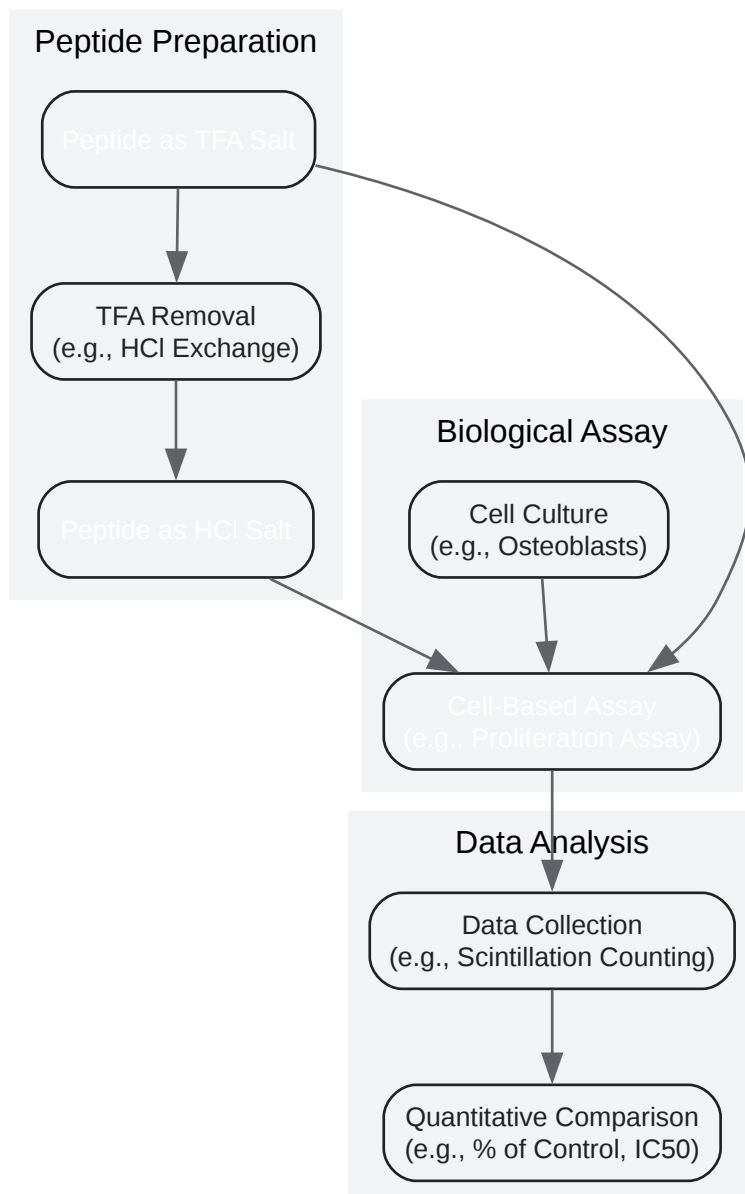 Peptide Preparation
Peptide as TFA Salt
TFA Removal
(e.g., HCl Exchange)
Peptide as HCl Salt
Biological Assay
Cell Culture
(e.g., Osteoblasts)
Cell-Based Assay
(e.g., Proliferation Assay)
Data Analysis
Data Collection
(e.g., Scintillation Counting)
Quantitative Comparison
(e.g., % of Control, IC50)